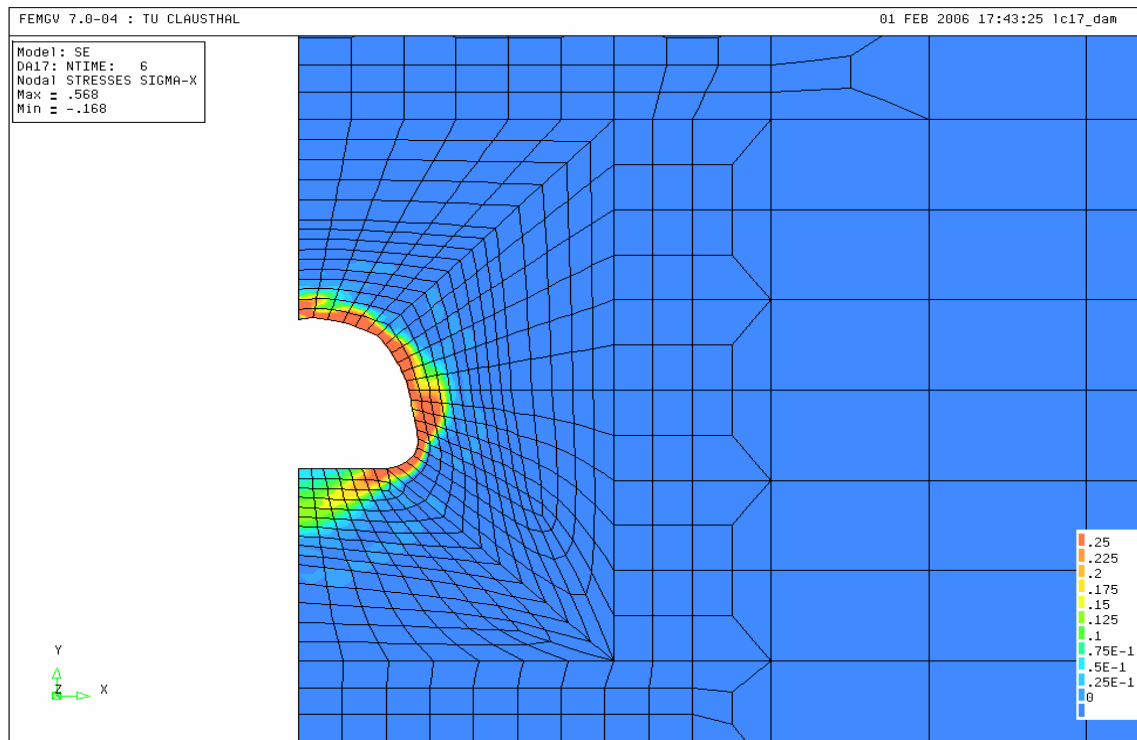 FEMGV 7.0-04 : TU CLAUSTHAL
01 FEB 2006 17:43:25 lc17_dam
Model: SE
DA17: NTIME: 6
Nodal STRESSES SIGMA-X
Max = .568
Min = -.168
.25
.225
.2
.175
.15
.125
.1
.75E-1
.5E-1
.25E-1
0
Y
Z
X